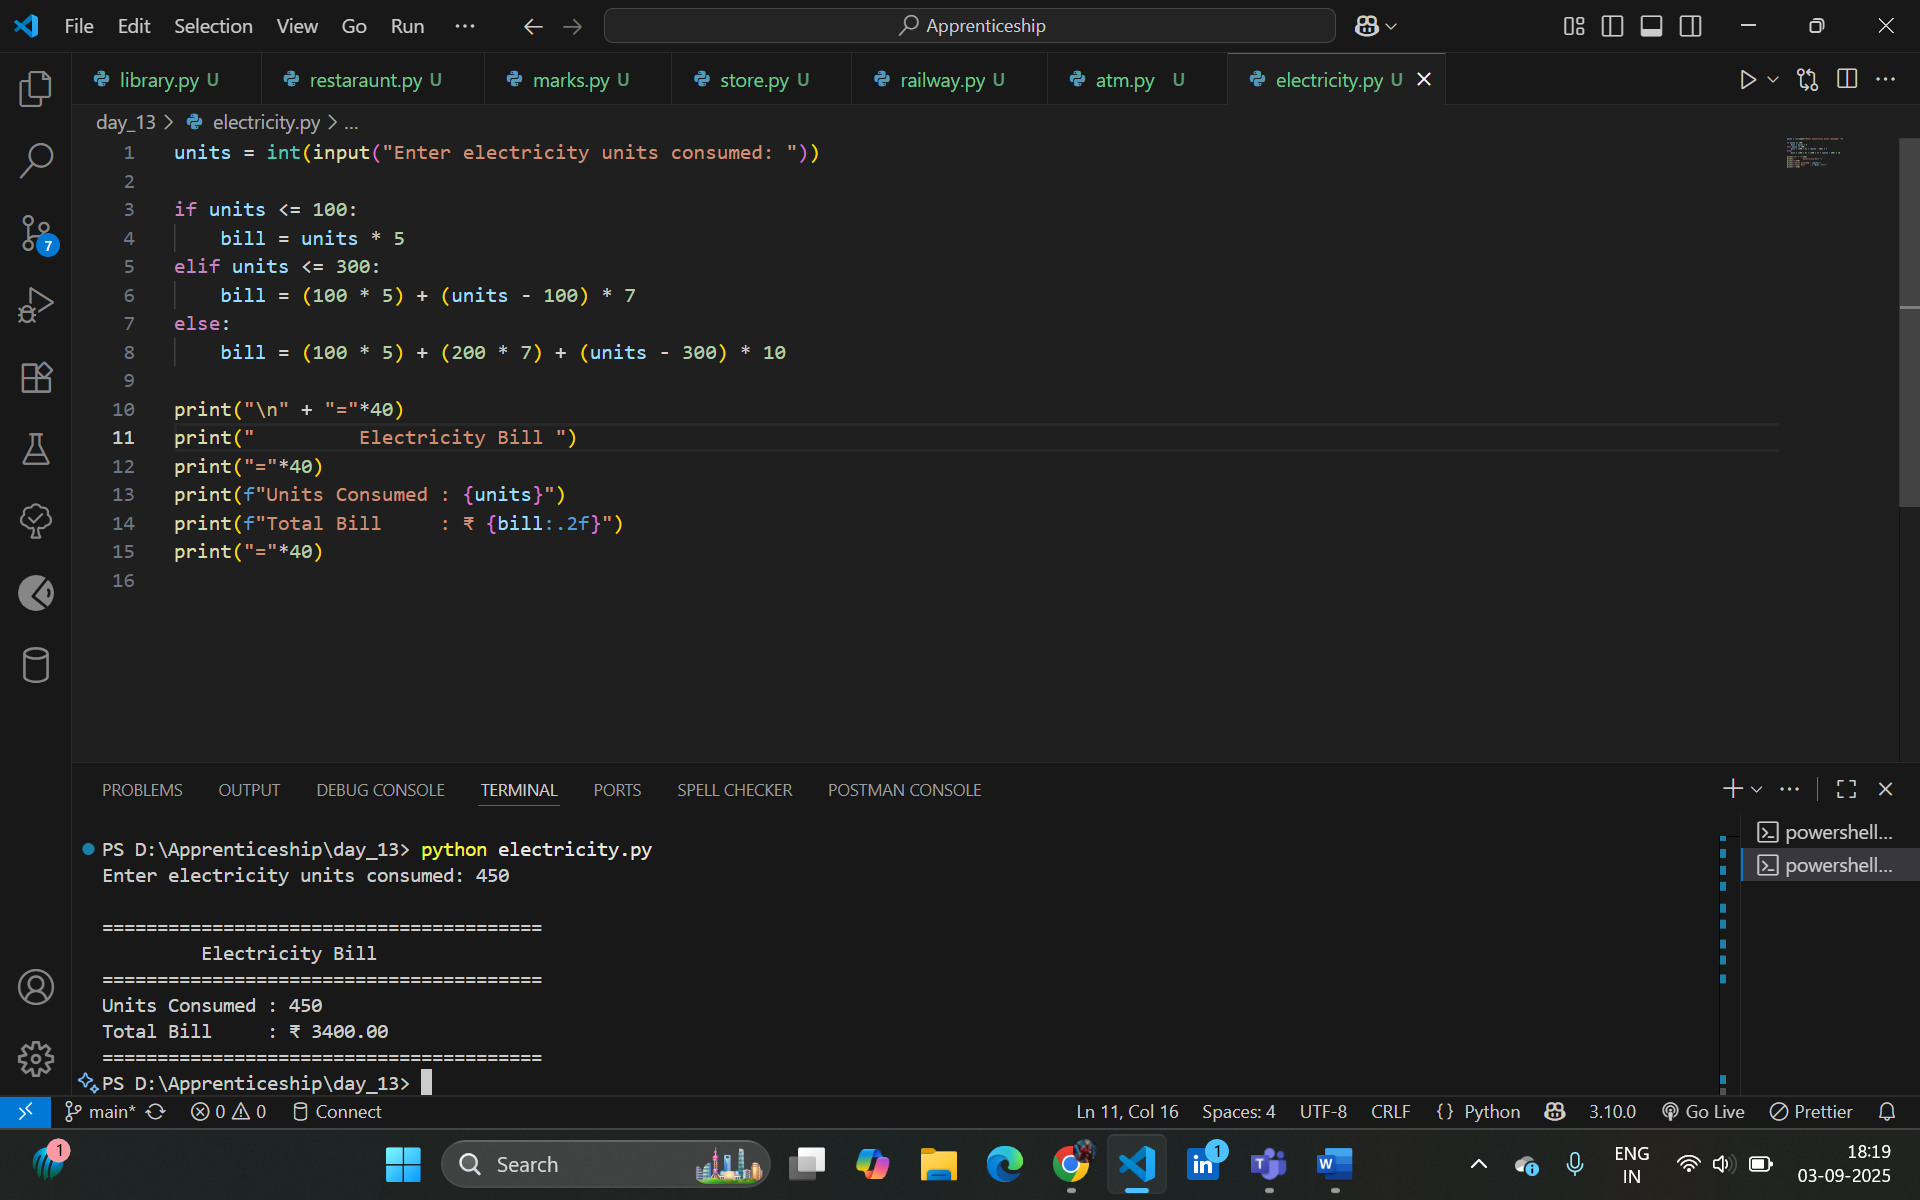 File Edit Selection View Go Run ··· Apprenticeship
library.py U restaraunt.py U marks.py U store.py U railway.py U atm.py U electricity.py U
day_13 > electricity.py > ...
1 units = int(input("Enter electricity units consumed: "))
2
3 if units <= 100:
4     bill = units * 5
5 elif units <= 300:
6     bill = (100 * 5) + (units - 100) * 7
7 else:
8     bill = (100 * 5) + (200 * 7) + (units - 300) * 10
9
10 print("\n" + "="*40)
11 print("         Electricity Bill ")
12 print("="*40)
13 print(f"Units Consumed : {units}")
14 print(f"Total Bill     : ₹ {bill:.2f}")
15 print("="*40)
16
7
PROBLEMS OUTPUT DEBUG CONSOLE TERMINAL PORTS SPELL CHECKER POSTMAN CONSOLE
powershell...
powershell...
PS D:\Apprenticeship\day_13> python electricity.py
Enter electricity units consumed: 450
========================================
         Electricity Bill
========================================
Units Consumed : 450
Total Bill     : ₹ 3400.00
========================================
PS D:\Apprenticeship\day_13>
main* 0 0 Connect Ln 11, Col 16 Spaces: 4 UTF-8 CRLF {} Python 3.10.0 Go Live Prettier
1 Search 1 ENG IN 18:19 03-09-2025